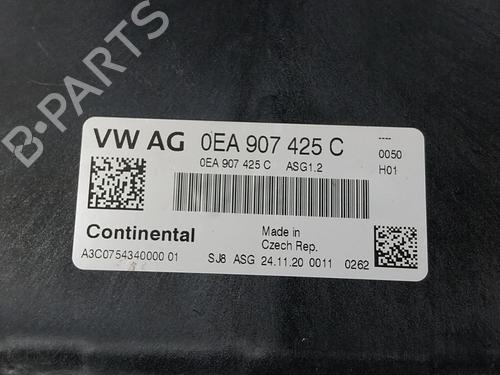 VW AG 0EA 907 425 C ----
0EA 907 425 C ASG1.2 0050
H01
Continental Made in
Czech Rep.
A3C0754340000 01 SJ8 ASG 24.11.20 0011 0262
B-PARTS